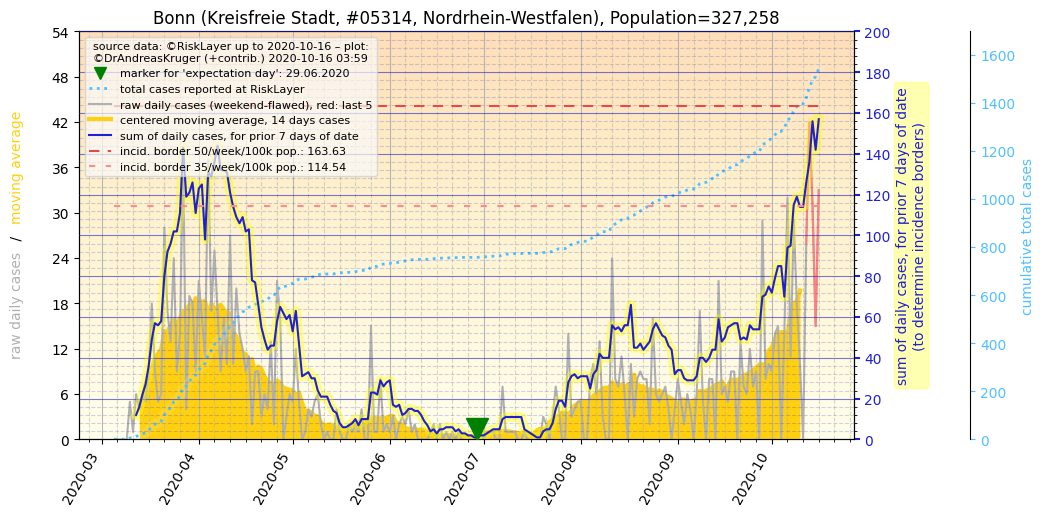 Bonn (Kreisfreie Stadt, #05314, Nordrhein-Westfalen), Population=327,258
source data: ©RiskLayer up to 2020-10-16 – plot:
©DrAndreasKruger (+contrib.) 2020-10-16 03:59
marker for 'expectation day': 29.06.2020
total cases reported at RiskLayer
raw daily cases (weekend-flawed), red: last 5
centered moving average, 14 days cases
sum of daily cases, for prior 7 days of date
incid. border 50/week/100k pop.: 163.63
incid. border 35/week/100k pop.: 114.54
raw daily cases / moving average
54
48
42
36
30
24
18
12
6
0
2020-03
2020-04
2020-05
2020-06
2020-07
2020-08
2020-09
2020-10
200
180
160
140
120
100
80
60
40
20
0
sum of daily cases, for prior 7 days of date
(to determine incidence borders)
1600
1400
1200
1000
800
600
400
200
0
cumulative total cases